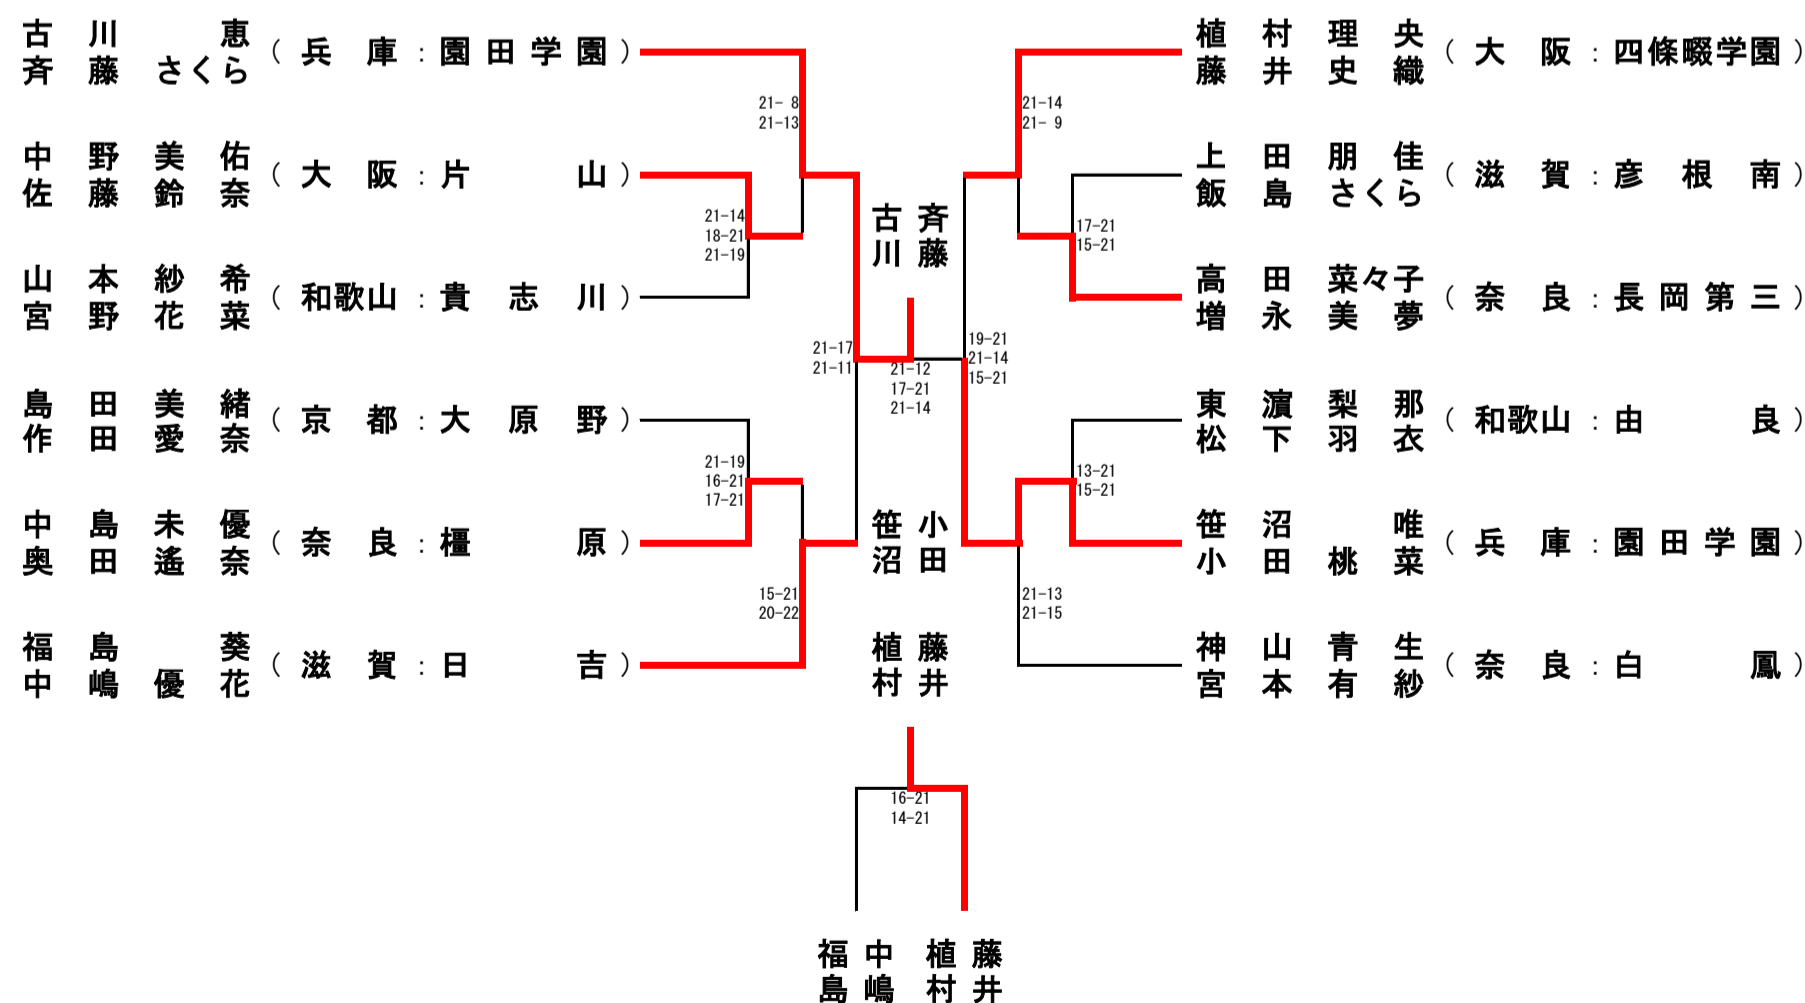 古川 恵
斉藤 さくら
( 兵庫 : 園田学園 )
中野美佑
佐藤鈴奈
( 大阪 : 片山 )
山本紗希
宮野花菜
( 和歌山 : 貴志川 )
島田美緒
作田愛奈
( 京都 : 大原野 )
中島未優
奥田遙奈
( 奈良 : 橿原 )
福島 葵
中嶋優花
( 滋賀 : 日吉 )
21- 8
21-13
21-14
18-21
21-19
21-17
21-11
21-19
16-21
17-21
15-21
20-22
古川
斉藤
21-12
17-21
21-14
笹沼
小田
植村
藤井
16-21
14-21
福島
中嶋
植村
藤井
21-14
21- 9
17-21
15-21
19-21
21-14
15-21
13-21
15-21
21-13
21-15
植村理央
藤井史織
( 大阪 : 四條畷学園 )
上田朋佳
飯島さくら
( 滋賀 : 彦根南 )
高田菜々子
増永美夢
( 奈良 : 長岡第三 )
東濵梨那
松下羽衣
( 和歌山 : 由良 )
笹沼 唯
小田桃菜
( 兵庫 : 園田学園 )
神山青生
宮本有紗
( 奈良 : 白鳳 )